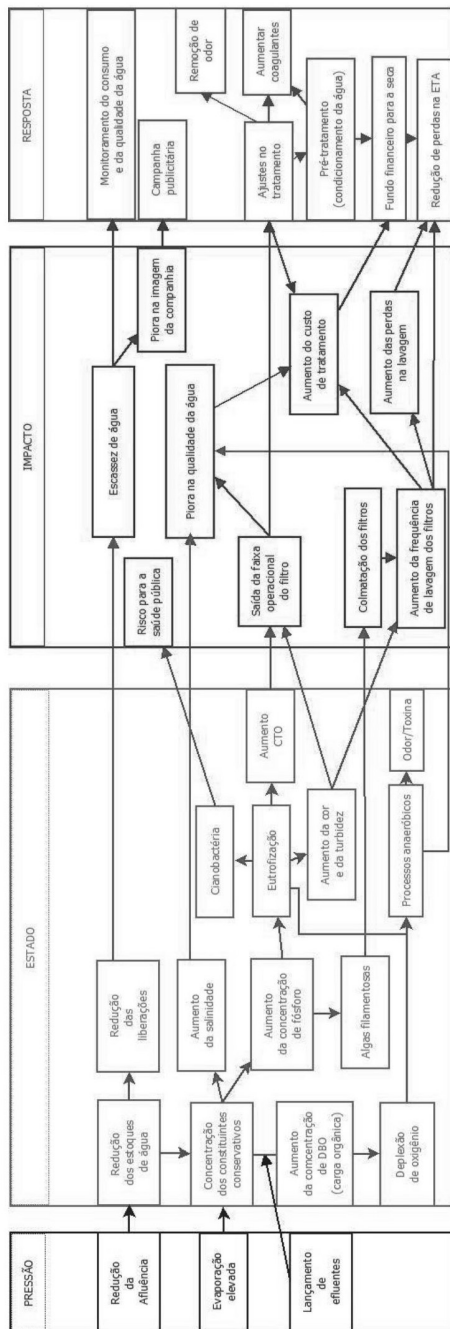 PRESSÃO
Redução
da
Afluência
Evaporação
elevada
Lançamento
de
efluentes
ESTADO
Redução
dos estoques
de água
Redução
das
liberações
Concentração
dos constituintes
conservativos
Aumento
da salinidade
Aumento
da concentração
de fósforo
Aumento
da comcentração
de DBO
(carga orgânica)
Deplexão
de oxigênio
Algas filamentosas
Cianobactéria
Eutrofização
Aumento da cor
e da turbidez
Aumento
CTO
Processos anaeróbicos
Odor/Toxina
IMPACTO
Risco para a
saúde pública
Escassez de água
Piora na imagem
da companhia
Piora na qualidade da água
Saída da faixa
operacional
do filtro
Aumento do custo
de tratamento
Colmatação dos filtros
Aumento da frequência
de lavagem dos filtros
Aumento das perdas
na lavagem
RESPOSTA
Monitoramento do consumo
e da qualidade da água
Campanha
publicitária
Remoção de
odor
Ajustes no
tratamento
Aumentar
coagulantes
Pré-tratamento
(condicionamento da água)
Fundo financeiro para a seca
Redução de perdas na ETA